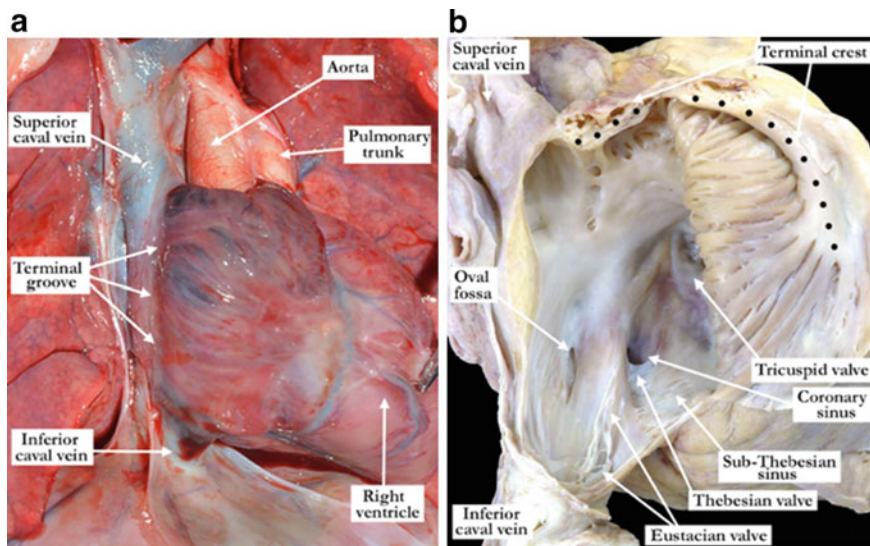 a
Aorta
Superior
caval vein
Pulmonary
trunk
Terminal
groove
Inferior
caval vein
Right
ventricle
b
Superior
caval vein
Terminal crest
Oval
fossa
Tricuspid valve
Coronary
sinus
Sub-Thebesian
sinus
Thebesian valve
Inferior
caval vein
Eustacian valve